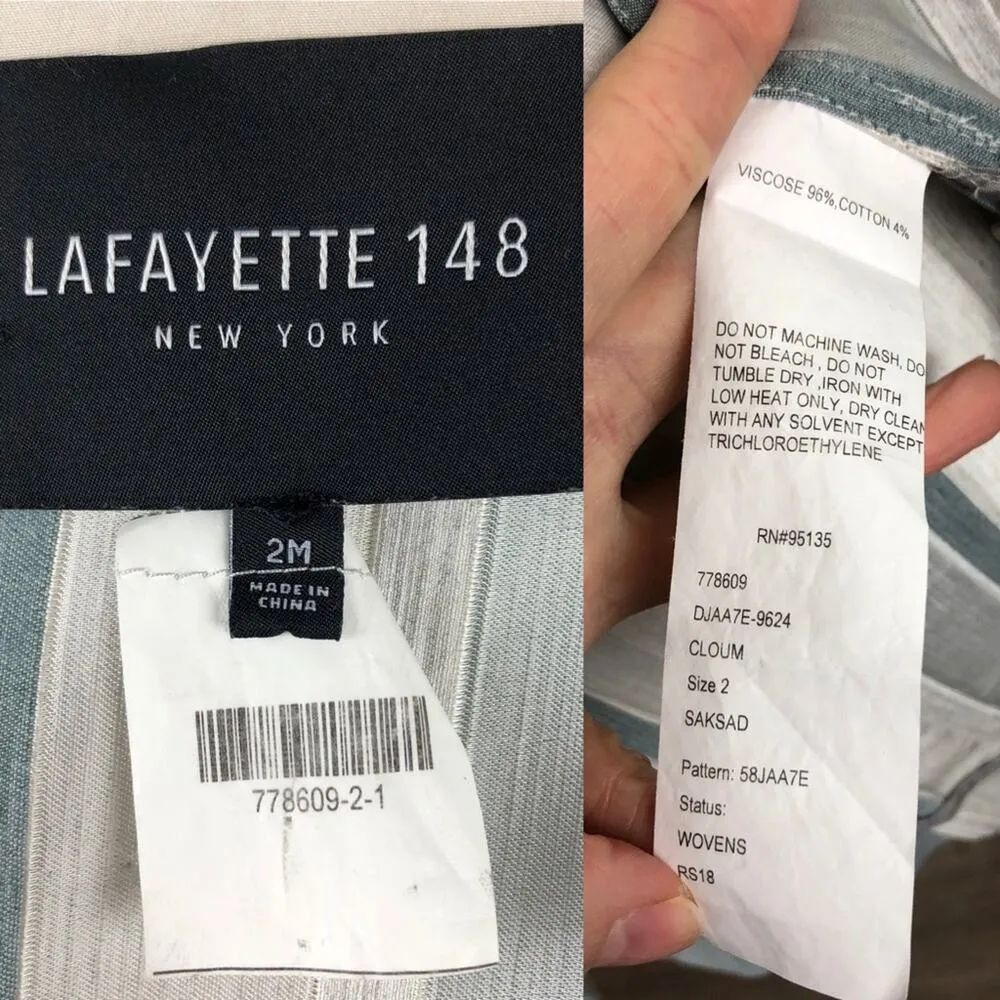 LAFAYETTE 148
NEW YORK
2M
MADE IN
CHINA
778609-2-1
VISCOSE 96%,COTTON 4%
DO NOT MACHINE WASH, DO
NOT BLEACH , DO NOT
TUMBLE DRY ,IRON WITH
LOW HEAT ONLY, DRY CLEAN
WITH ANY SOLVENT EXCEPT
TRICHLOROETHYLENE
RN#95135
778609
DJAA7E-9624
CLOUM
Size 2
SAKSAD
Pattern: 58JAA7E
Status:
WOVENS
RS18